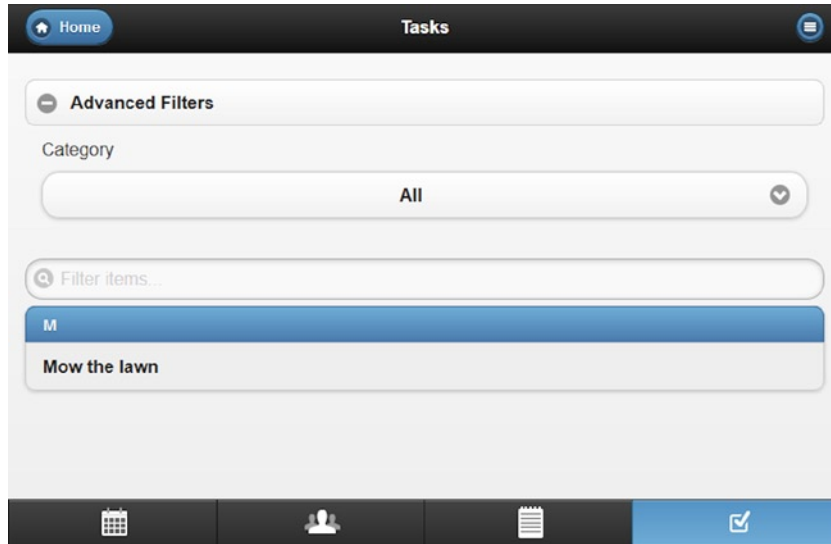 Home
Tasks
Advanced Filters
Category
All
Filter items...
M
Mow the lawn